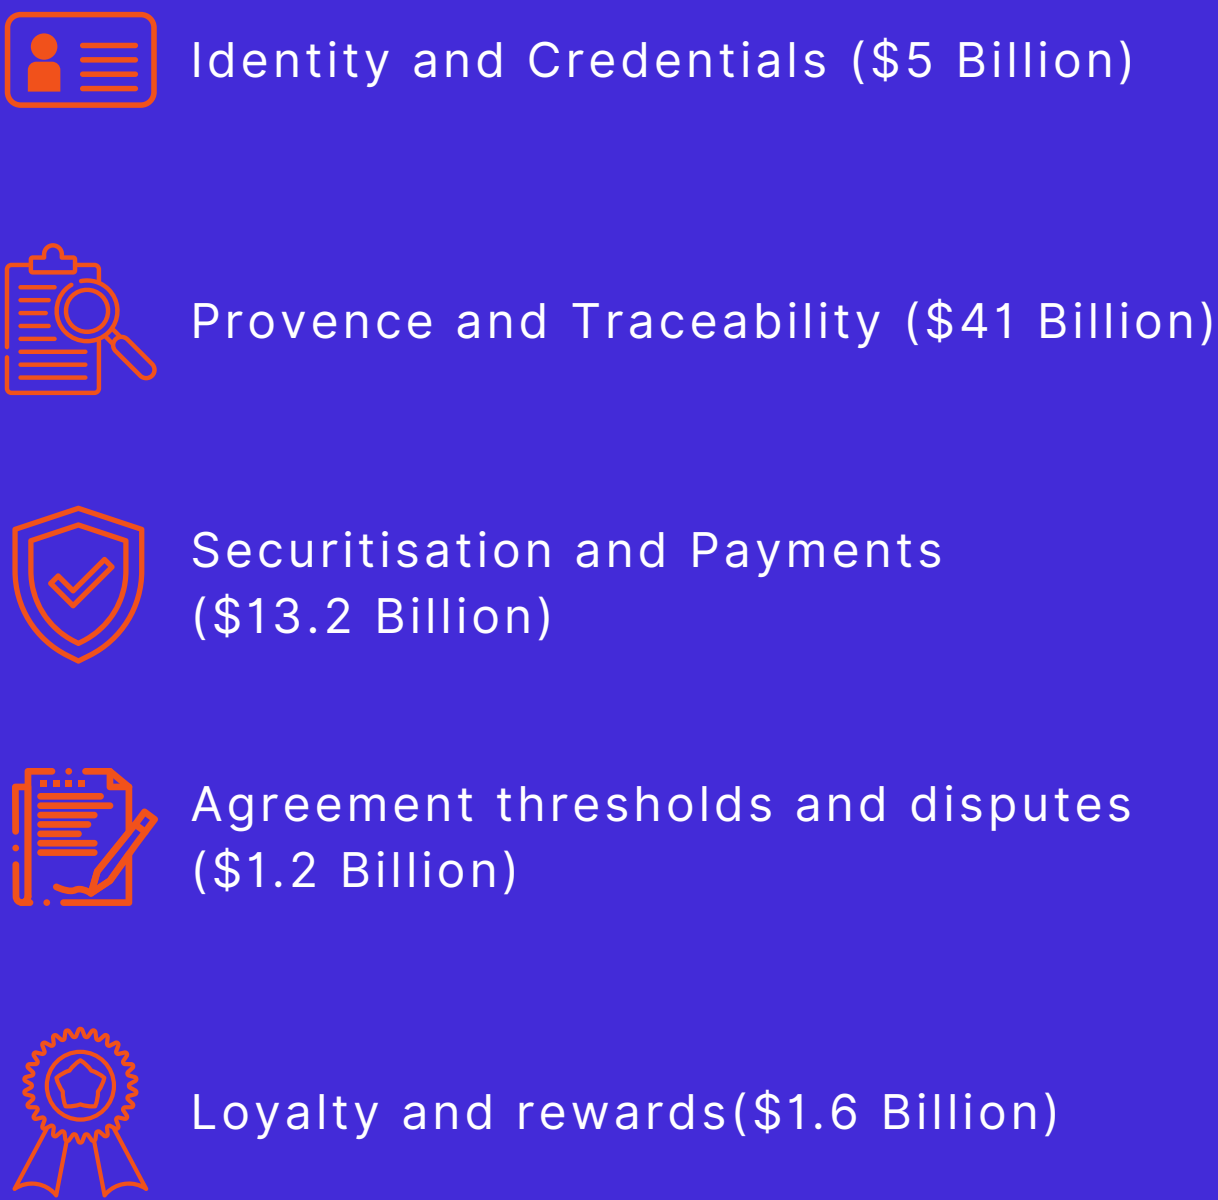 Identity and Credentials ($5 Billion)
Provence and Traceability ($41 Billion)
Securitisation and Payments
($13.2 Billion)
Agreement thresholds and disputes
($1.2 Billion)
Loyalty and rewards($1.6 Billion)